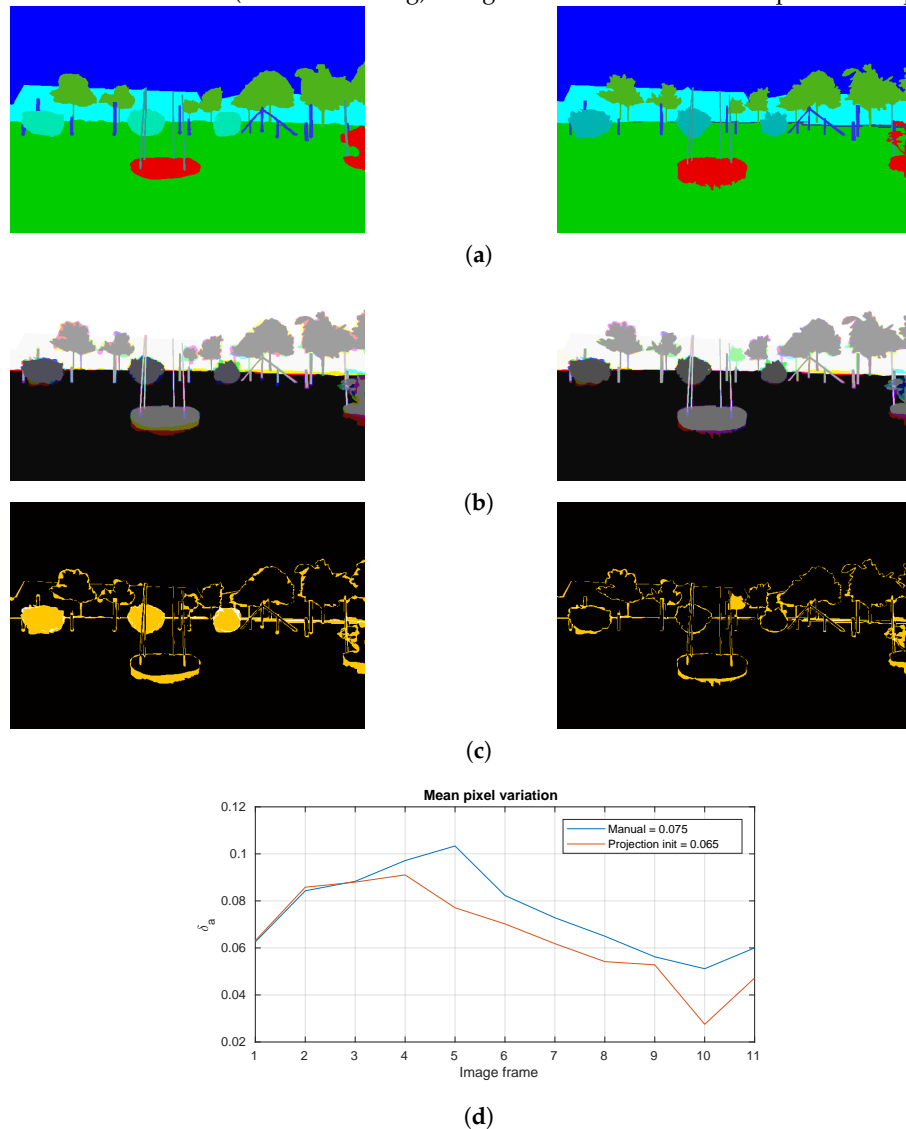 (a)
(b)
(c)
Mean pixel variation
0.12
0.1
0.08
0.06
0.04
0.02
δa
Manual = 0.075
Projection init = 0.065
1 2 3 4 5 6 7 8 9 10 11
Image frame
(d)